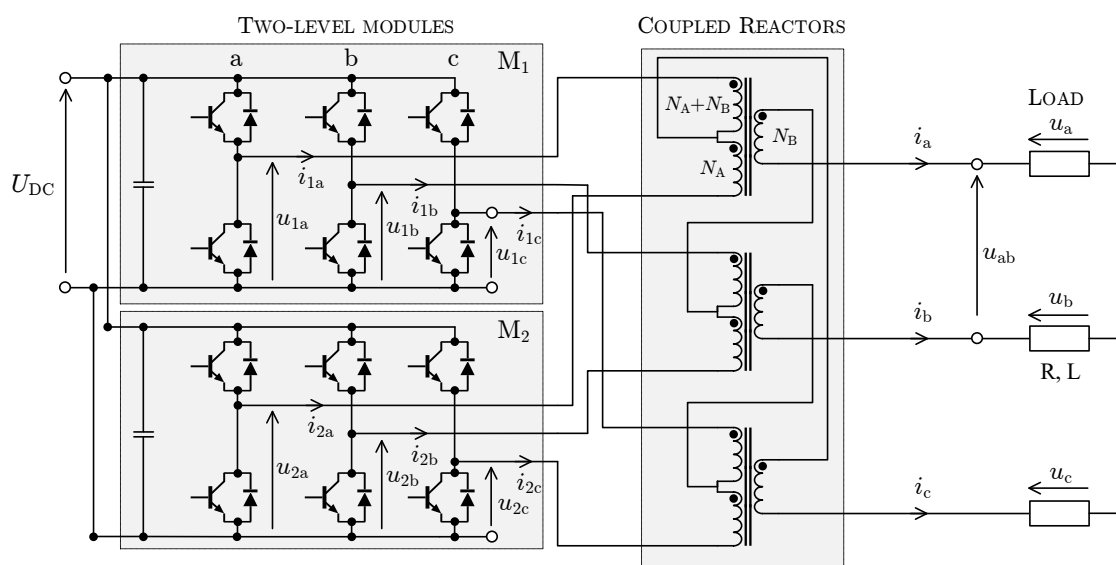 TWO-LEVEL MODULES
COUPLED REACTORS
a
b
c
M1
NA+NB
NB
NA
LOAD
ua
ia
UDC
i1a
u1a
i1b
u1b
i1c
u1c
uab
ub
ib
R, L
M2
i2a
u2a
i2b
u2b
i2c
u2c
uc
ic